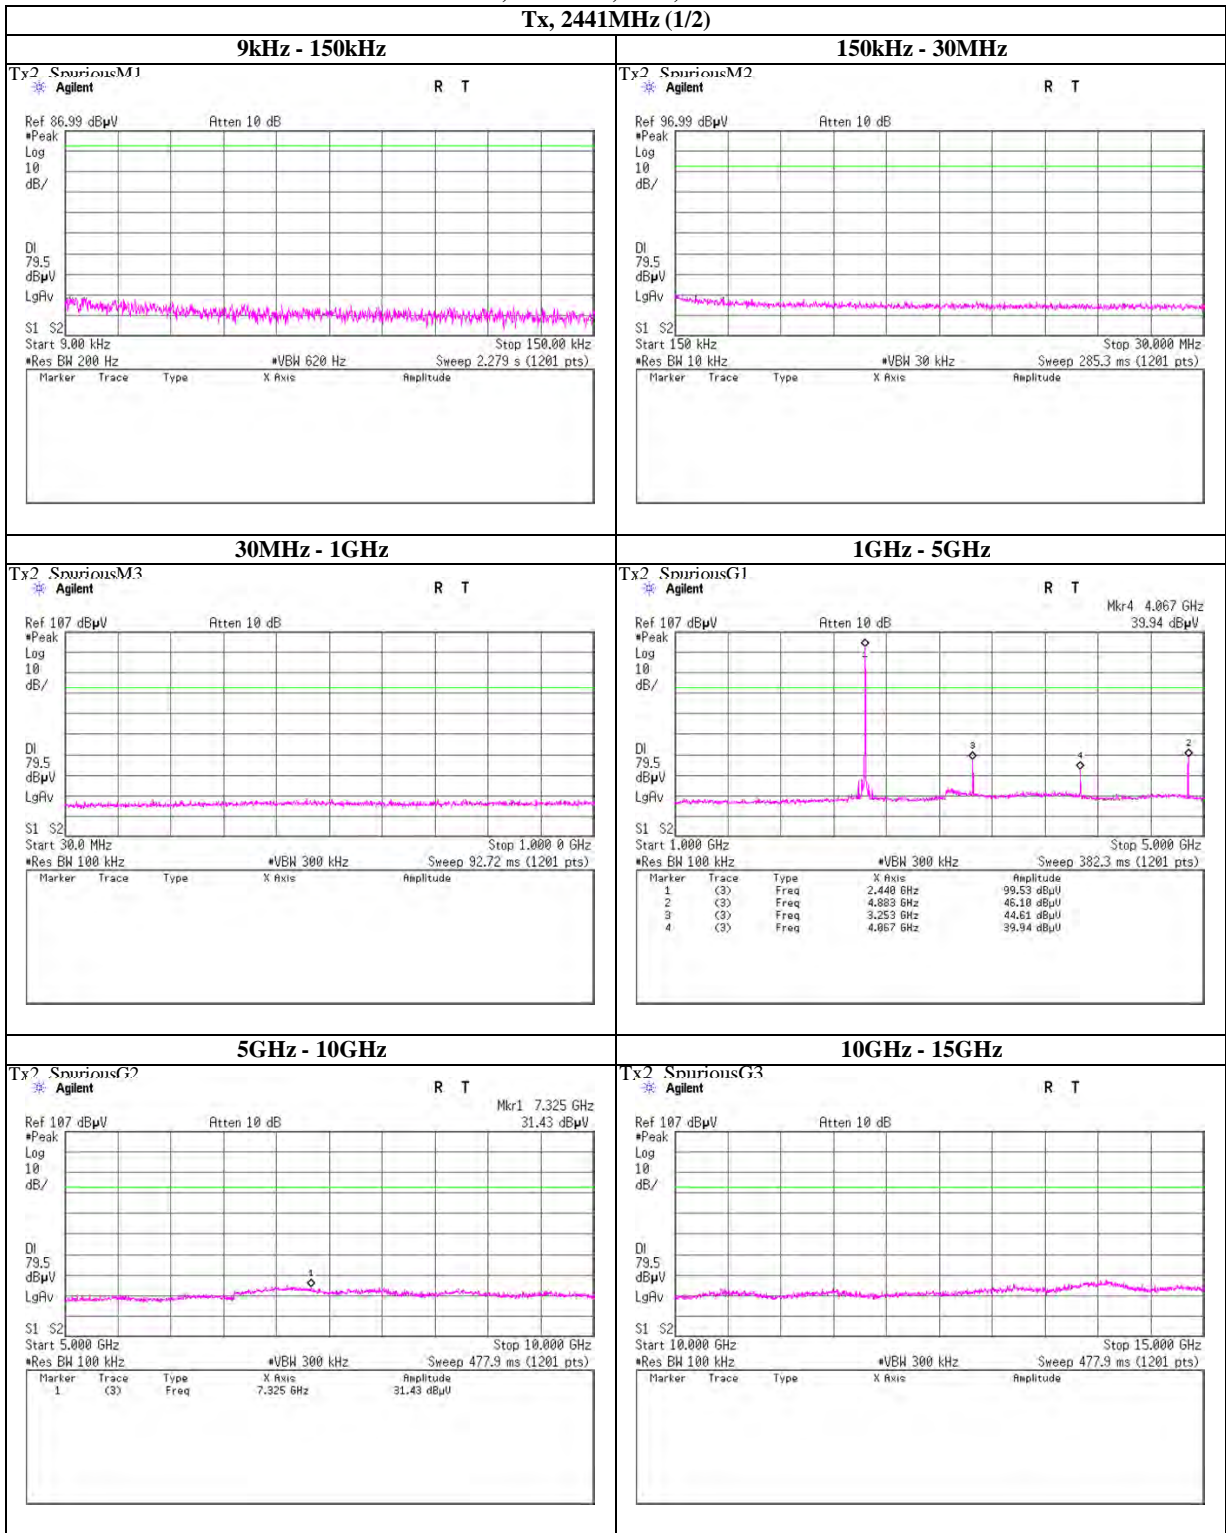 Tx, 2441MHz (1/2)
9kHz - 150kHz
150kHz - 30MHz
Tx2_SpuriousM1
Agilent
R T
Ref 86.99 dBµV
Atten 10 dB
#Peak
Log
10
dB/
DI
79.5
dBµV
LgAv
S1 S2
Start 9.00 kHz
Stop 150.00 kHz
#Res BW 200 Hz
#VBW 620 Hz
Sweep 2.279 s (1201 pts)
Marker Trace Type X Axis Amplitude
Tx2_SpuriousM2
Agilent
R T
Ref 96.99 dBµV
Atten 10 dB
#Peak
Log
10
dB/
DI
79.5
dBµV
LgAv
S1 S2
Start 150 kHz
Stop 30.000 MHz
#Res BW 10 kHz
#VBW 30 kHz
Sweep 285.3 ms (1201 pts)
Marker Trace Type X Axis Amplitude
30MHz - 1GHz
1GHz - 5GHz
Tx2_SpuriousM3
Agilent
R T
Ref 107 dBµV
Atten 10 dB
#Peak
Log
10
dB/
DI
79.5
dBµV
LgAv
S1 S2
Start 30.0 MHz
Stop 1.000 0 GHz
#Res BW 100 kHz
#VBW 300 kHz
Sweep 92.72 ms (1201 pts)
Marker Trace Type X Axis Amplitude
Tx2_SpuriousG1
Agilent
R T
Mkr4 4.067 GHz
Ref 107 dBµV
Atten 10 dB
39.94 dBµV
#Peak
Log
10
dB/
3
4
2
DI
79.5
dBµV
LgAv
S1 S2
Start 1.000 GHz
Stop 5.000 GHz
#Res BW 100 kHz
#VBW 300 kHz
Sweep 382.3 ms (1201 pts)
Marker Trace Type X Axis Amplitude
1 (3) Freq 2.440 GHz 99.53 dBµV
2 (3) Freq 4.883 GHz 46.10 dBµV
3 (3) Freq 3.253 GHz 44.61 dBµV
4 (3) Freq 4.067 GHz 39.94 dBµV
5GHz - 10GHz
10GHz - 15GHz
Tx2_SpuriousG2
Agilent
R T
Mkr1 7.325 GHz
Ref 107 dBµV
Atten 10 dB
31.43 dBµV
#Peak
Log
10
dB/
DI
79.5
dBµV
1
LgAv
S1 S2
Start 5.000 GHz
Stop 10.000 GHz
#Res BW 100 kHz
#VBW 300 kHz
Sweep 477.9 ms (1201 pts)
Marker Trace Type X Axis Amplitude
1 (3) Freq 7.325 GHz 31.43 dBµV
Tx2_SpuriousG3
Agilent
R T
Ref 107 dBµV
Atten 10 dB
#Peak
Log
10
dB/
DI
79.5
dBµV
LgAv
S1 S2
Start 10.000 GHz
Stop 15.000 GHz
#Res BW 100 kHz
#VBW 300 kHz
Sweep 477.9 ms (1201 pts)
Marker Trace Type X Axis Amplitude